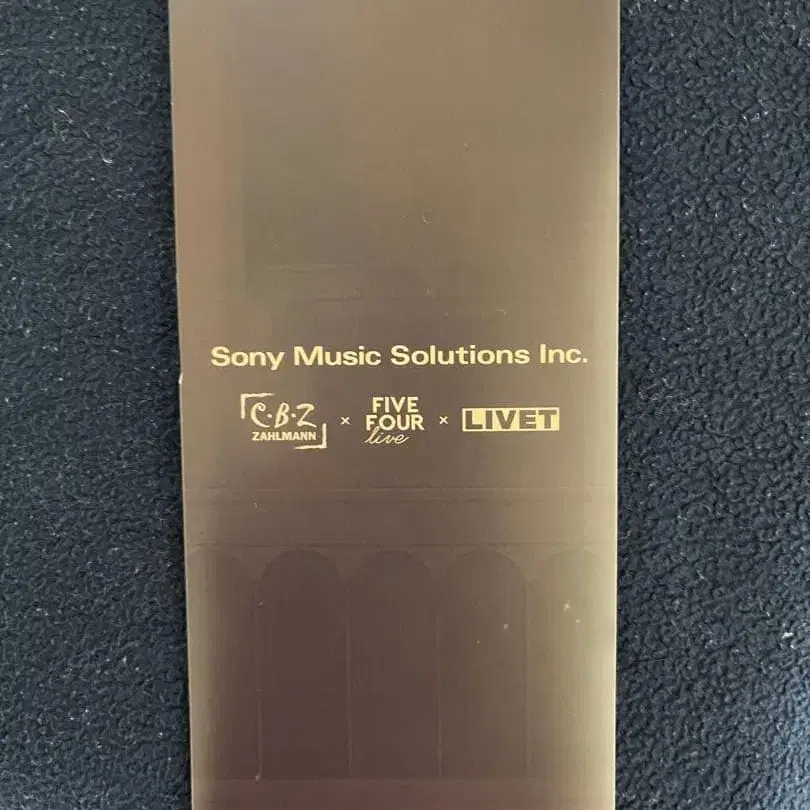 Sony Music Solutions Inc.
C·B·Z
ZAHLMANN
×
FIVE
FOUR
live
×
LIVET